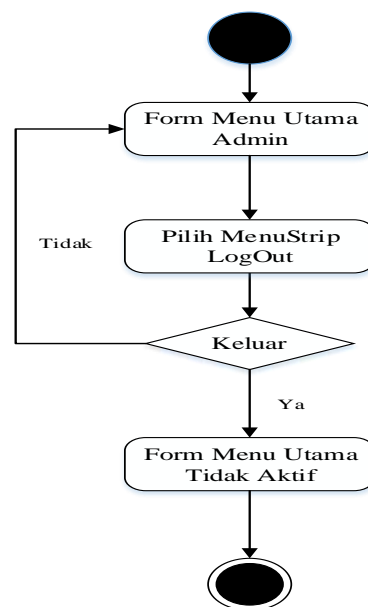 Form Menu Utama
Admin
Pilih MenuStrip
LogOut
Tidak
Keluar
Ya
Form Menu Utama
Tidak Aktif